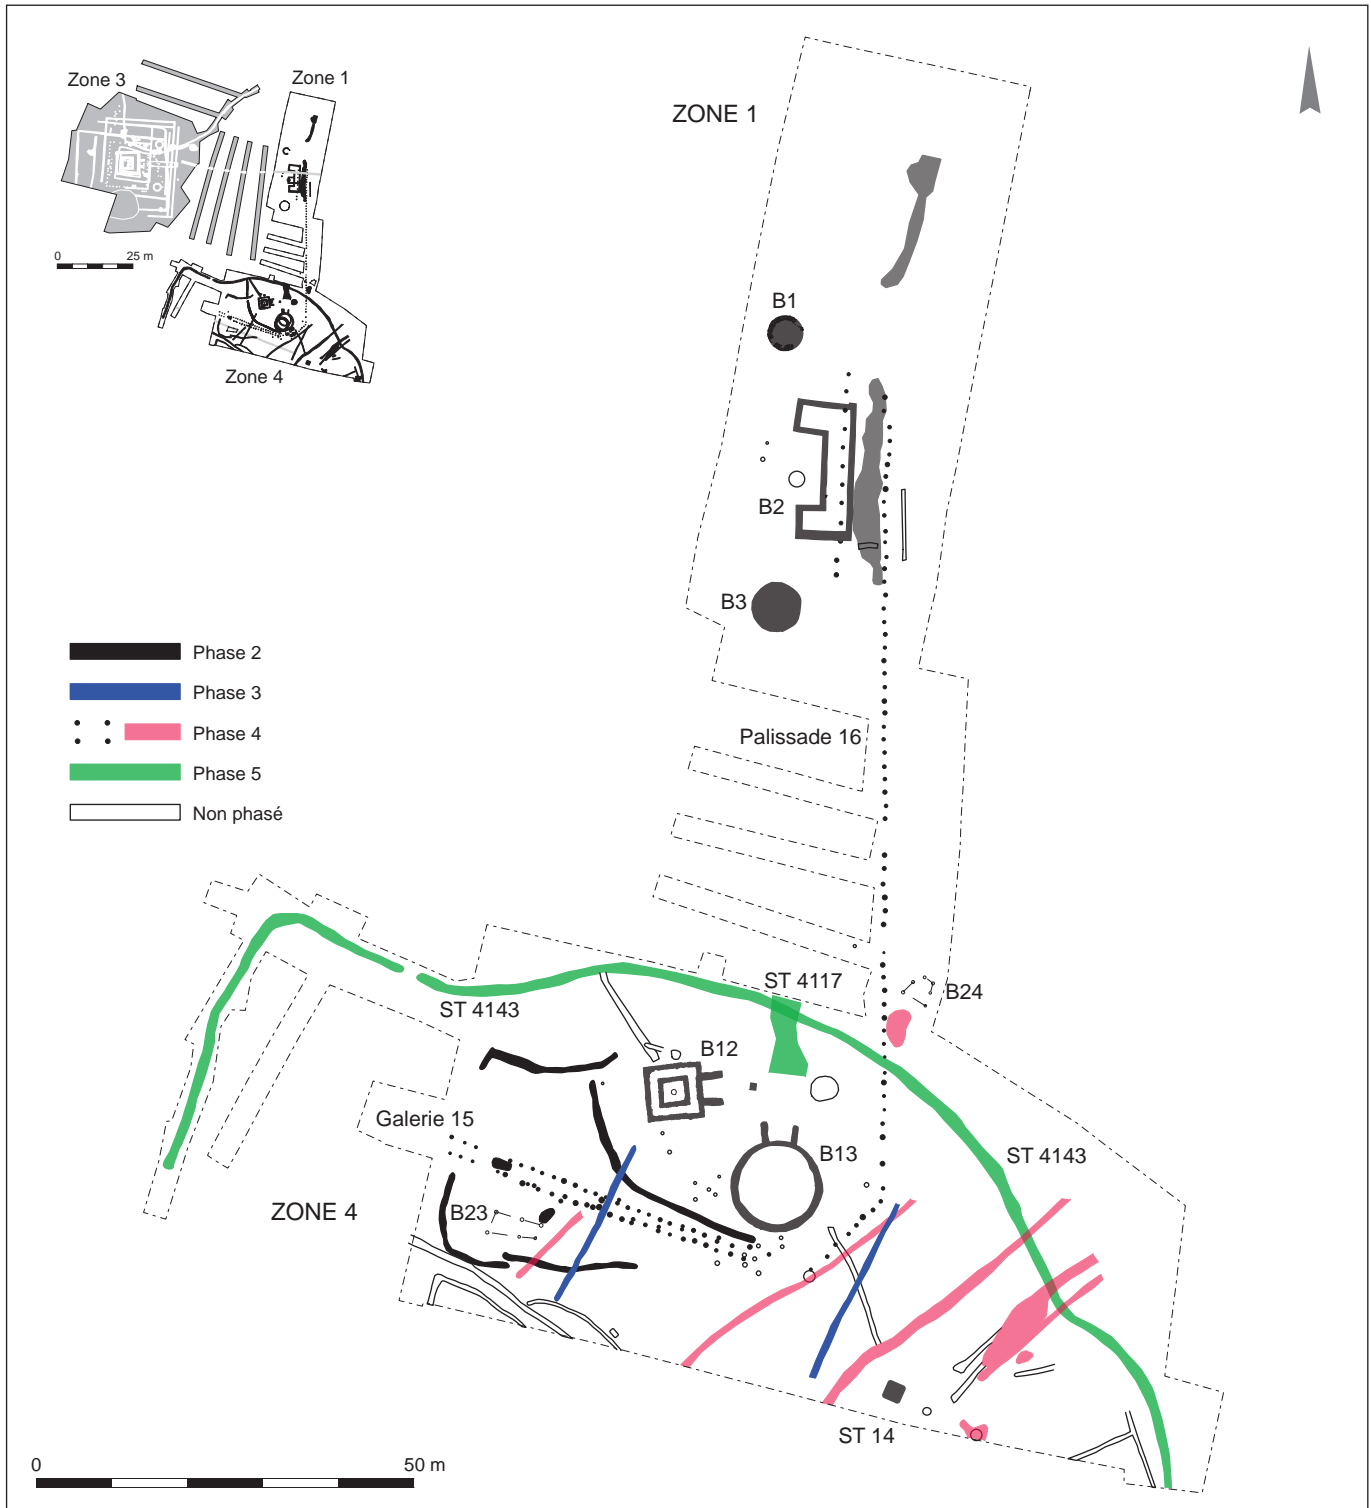 Zone 3
Zone 1
0
25 m
Zone 4
ZONE 1
B1
B2
B3
Phase 2
Phase 3
Phase 4
Phase 5
Non phasé
Palissade 16
ST 4143
ST 4117
B24
B12
Galerie 15
B13
ST 4143
B23
ZONE 4
ST 14
0
50 m